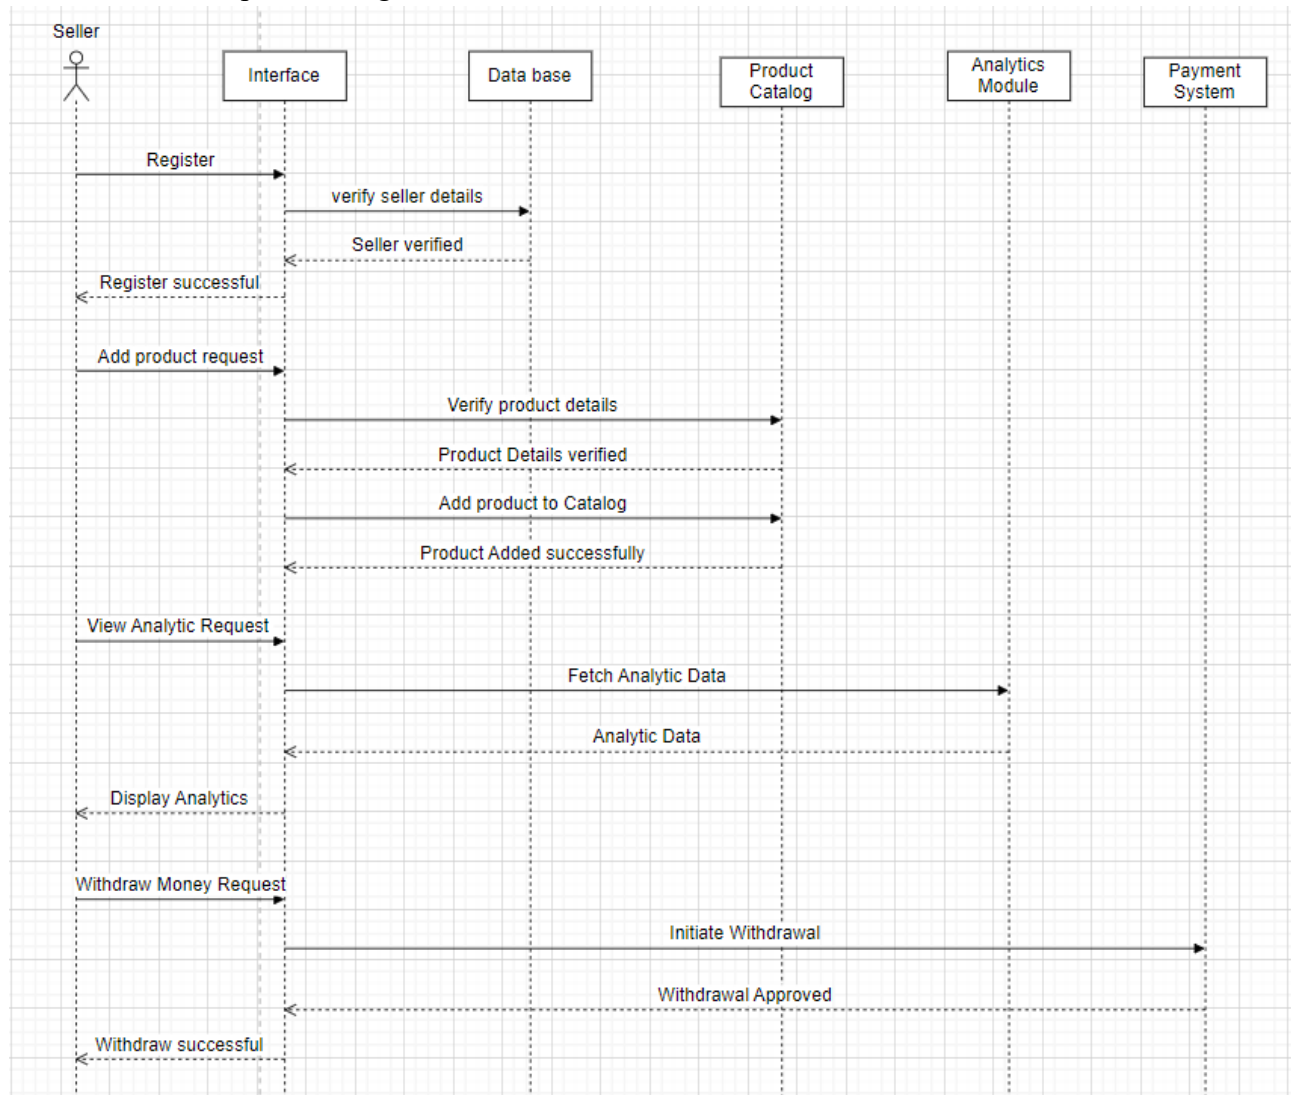 Seller
Interface
Data base
Product
Catalog
Analytics
Module
Payment
System
Register
verify seller details
Seller verified
Register successful
Add product request
Verify product details
Product Details verified
Add product to Catalog
Product Added successfully
View Analytic Request
Fetch Analytic Data
Analytic Data
Display Analytics
Withdraw Money Request
Initiate Withdrawal
Withdrawal Approved
Withdraw successful